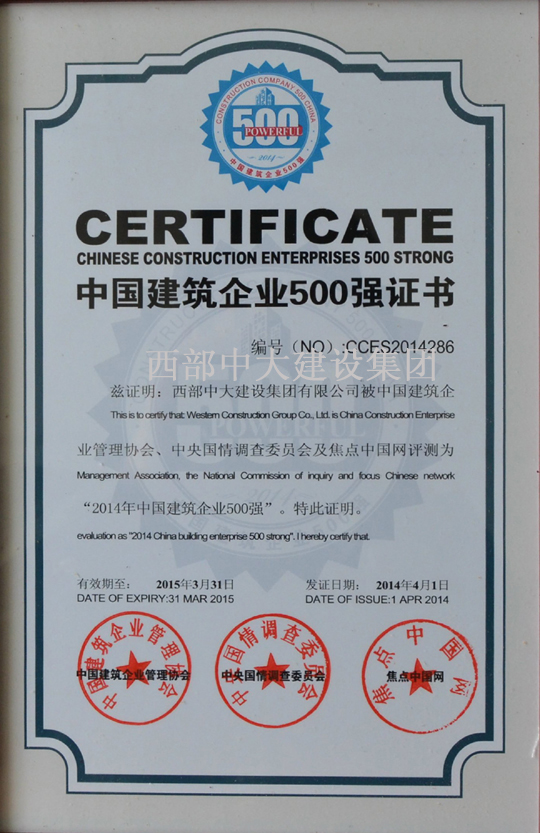 CONSTRUCTION COMPANY 500 CHINA
500
POWERFUL
2014
中国建筑企业500强
CERTIFICATE
CHINESE CONSTRUCTION ENTERPRISES 500 STRONG
中国建筑企业500强证书
编号（NO）:CCES2014286
西部中大建设集团
兹证明：西部中大建设集团有限公司被中国建筑企
This is to certify that: Western Construction Group Co., Ltd. is China Construction Enterprise
业管理协会、中央国情调查委员会及焦点中国网评测为
Management Association, the National Commission of inquiry and focus Chinese network
“2014年中国建筑企业500强”。特此证明。
evaluation as "2014 China building enterprise 500 strong". I hereby certify that.
有效期至： 2015年3月31日 发证日期： 2014年4月1日
DATE OF EXPIRY:31 MAR 2015 DATE OF ISSUE:1 APR 2014
中国建筑企业管理协会
中国建筑企业管理协会
中央国情调查委员会
中央国情调查委员会
焦点中国网
焦点中国网